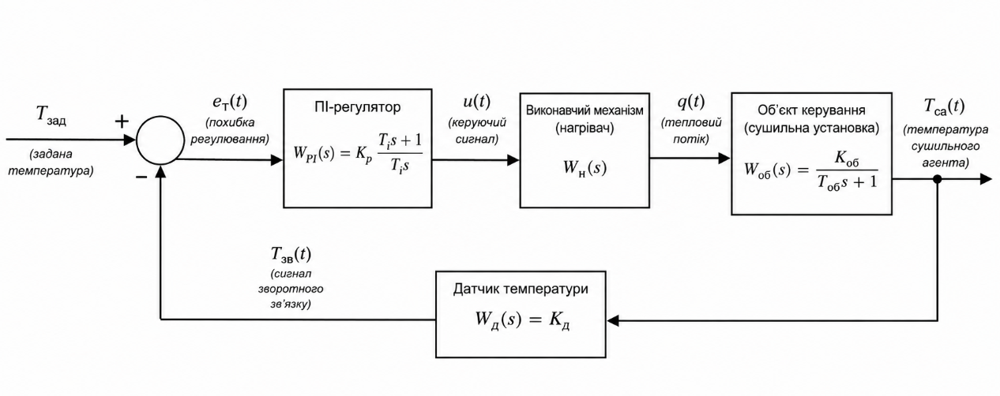 T_зад
(задана
температура)
+
−
e_T(t)
(похибка
регулювання)
ПІ-регулятор
W_PI(s) = K_p (T_i s + 1) / (T_i s)
u(t)
(керуючий
сигнал)
Виконавчий механізм
(нагрівач)
W_н(s)
q(t)
(тепловий
потік)
Об'єкт керування
(сушильна установка)
W_об(s) = K_об / (T_об s + 1)
T_са(t)
(температура
сушильного
агента)
T_зв(t)
(сигнал
зворотного
зв'язку)
Датчик температури
W_д(s) = K_д